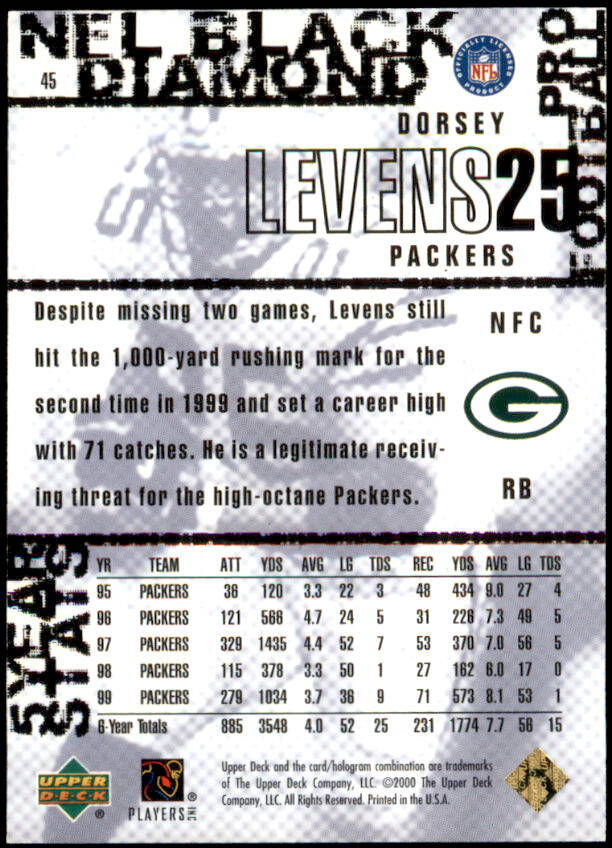 NFL BLACK
DIAMOND
PRO
FOOTBALL
45
OFFICIALLY LICENSED
NFL
PRODUCT
DORSEY
LEVENS 25
PACKERS
Despite missing two games, Levens still
hit the 1,000-yard rushing mark for the
second time in 1999 and set a career high
with 71 catches. He is a legitimate receiv-
ing threat for the high-octane Packers.
NFC
G
RB
5 YEAR
STATS
YR TEAM ATT YDS AVG LG TDS REC YDS AVG LG TDS
95 PACKERS 36 120 3.3 22 3 48 434 9.0 27 4
96 PACKERS 121 566 4.7 24 5 31 226 7.3 49 5
97 PACKERS 329 1435 4.4 52 7 53 370 7.0 56 5
98 PACKERS 115 378 3.3 50 1 27 162 6.0 17 0
99 PACKERS 279 1034 3.7 36 9 71 573 8.1 53 1
6-Year Totals 885 3548 4.0 52 25 231 1774 7.7 56 15
UPPER
DECK
®
PLAYERS INC ®
Upper Deck and the card/hologram combination are trademarks
of The Upper Deck Company, LLC. ©2000 The Upper Deck
Company, LLC. All Rights Reserved. Printed in the U.S.A.